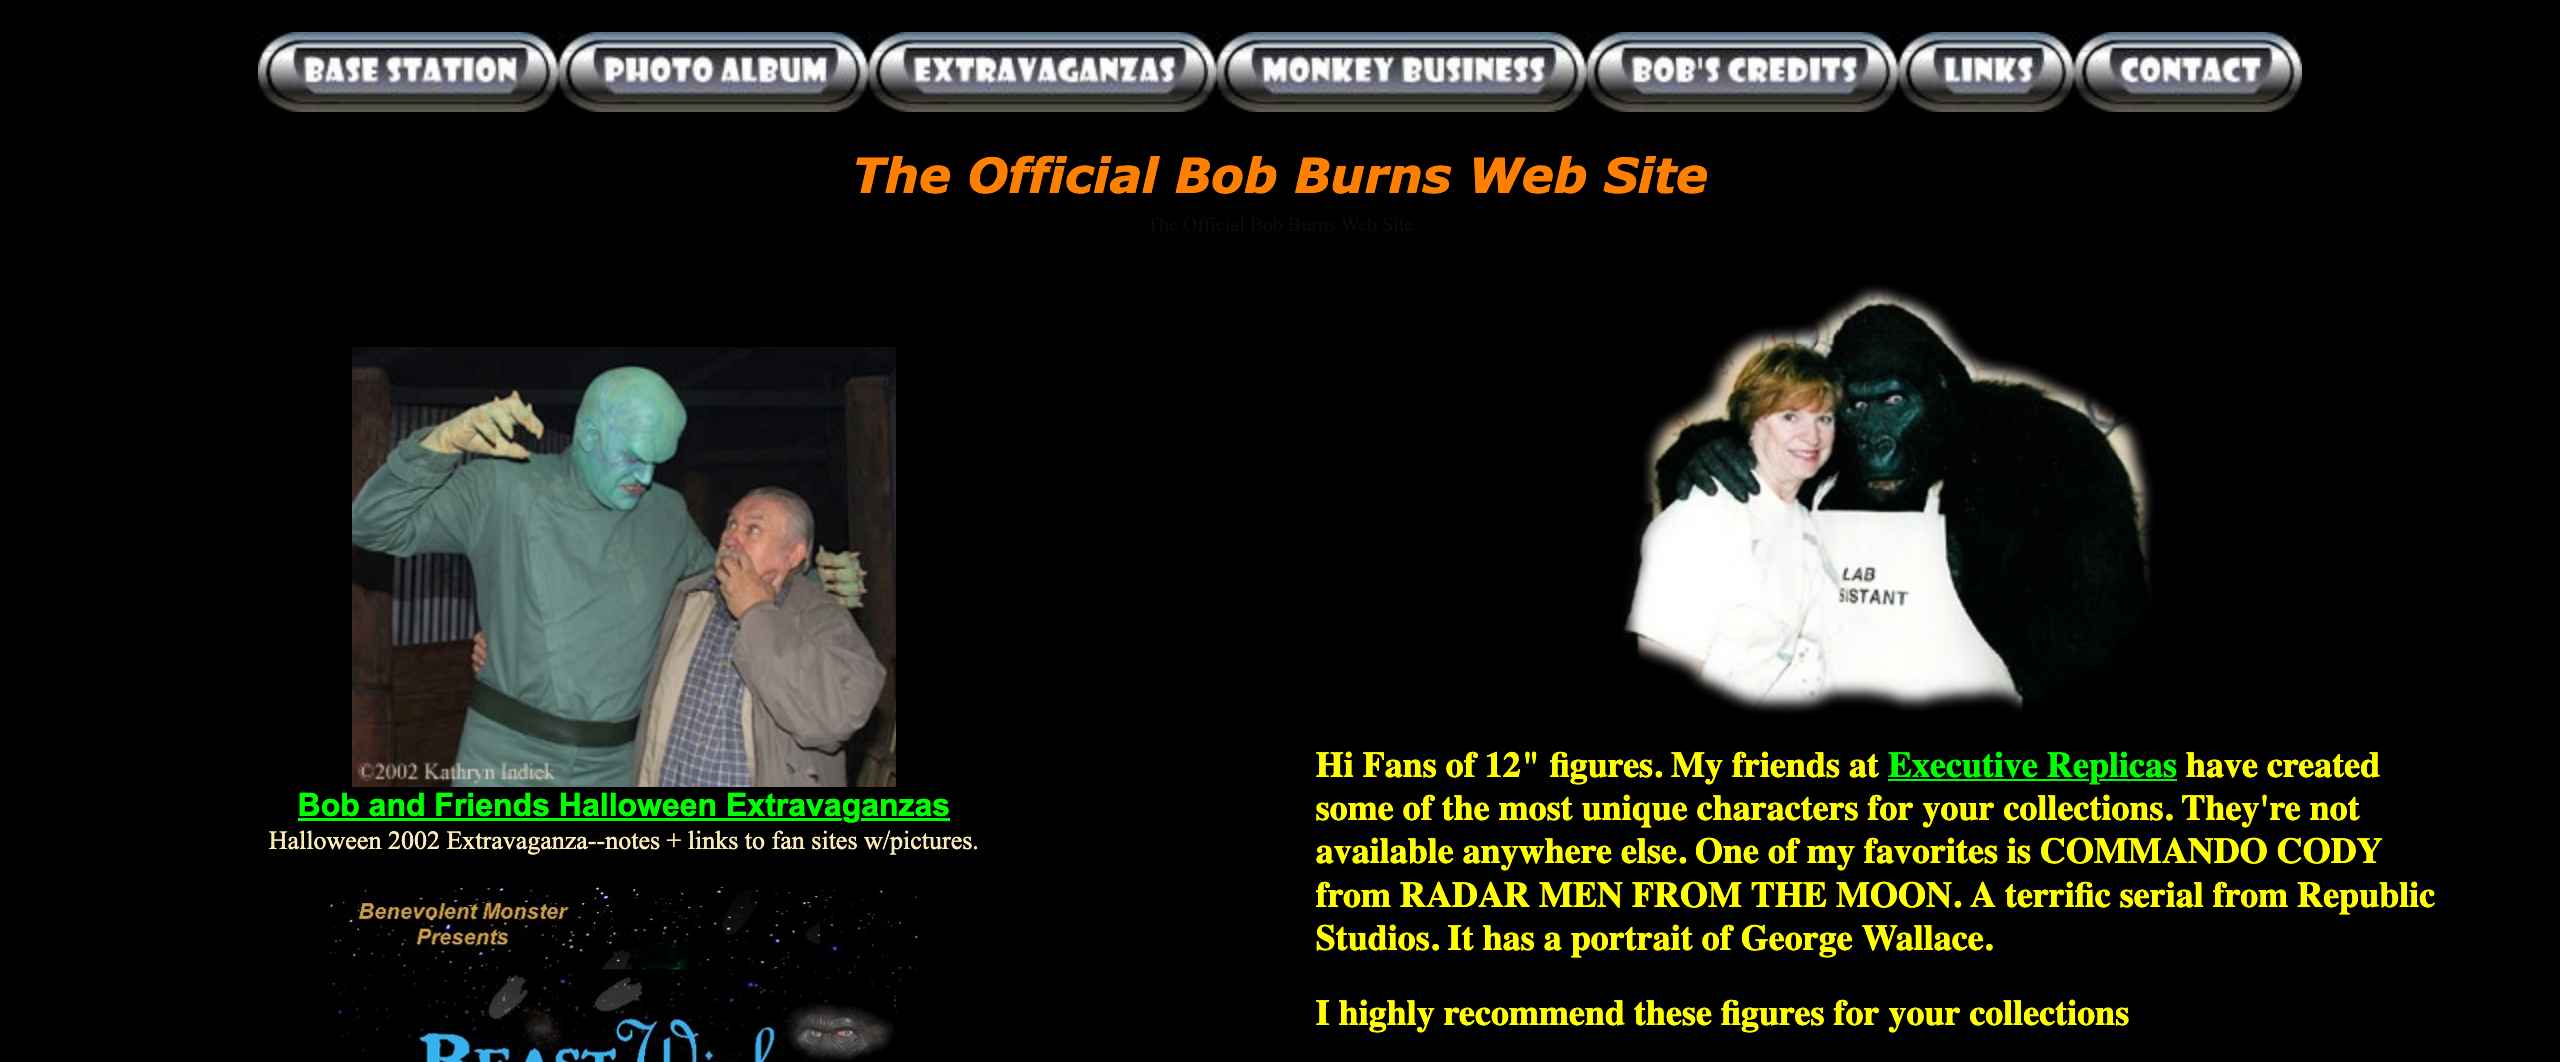 BASE STATION
PHOTO ALBUM
EXTRAVAGANZAS
MONKEY BUSINESS
BOB'S CREDITS
LINKS
CONTACT
The Official Bob Burns Web Site
The Official Bob Burns Web Site
©2002 Kathryn Indiek
Bob and Friends Halloween Extravaganzas
Halloween 2002 Extravaganza--notes + links to fan sites w/pictures.
Benevolent Monster
Presents
LAB
SISTANT
Hi Fans of 12" figures. My friends at Executive Replicas have created
some of the most unique characters for your collections. They're not
available anywhere else. One of my favorites is COMMANDO CODY
from RADAR MEN FROM THE MOON. A terrific serial from Republic
Studios. It has a portrait of George Wallace.
I highly recommend these figures for your collections